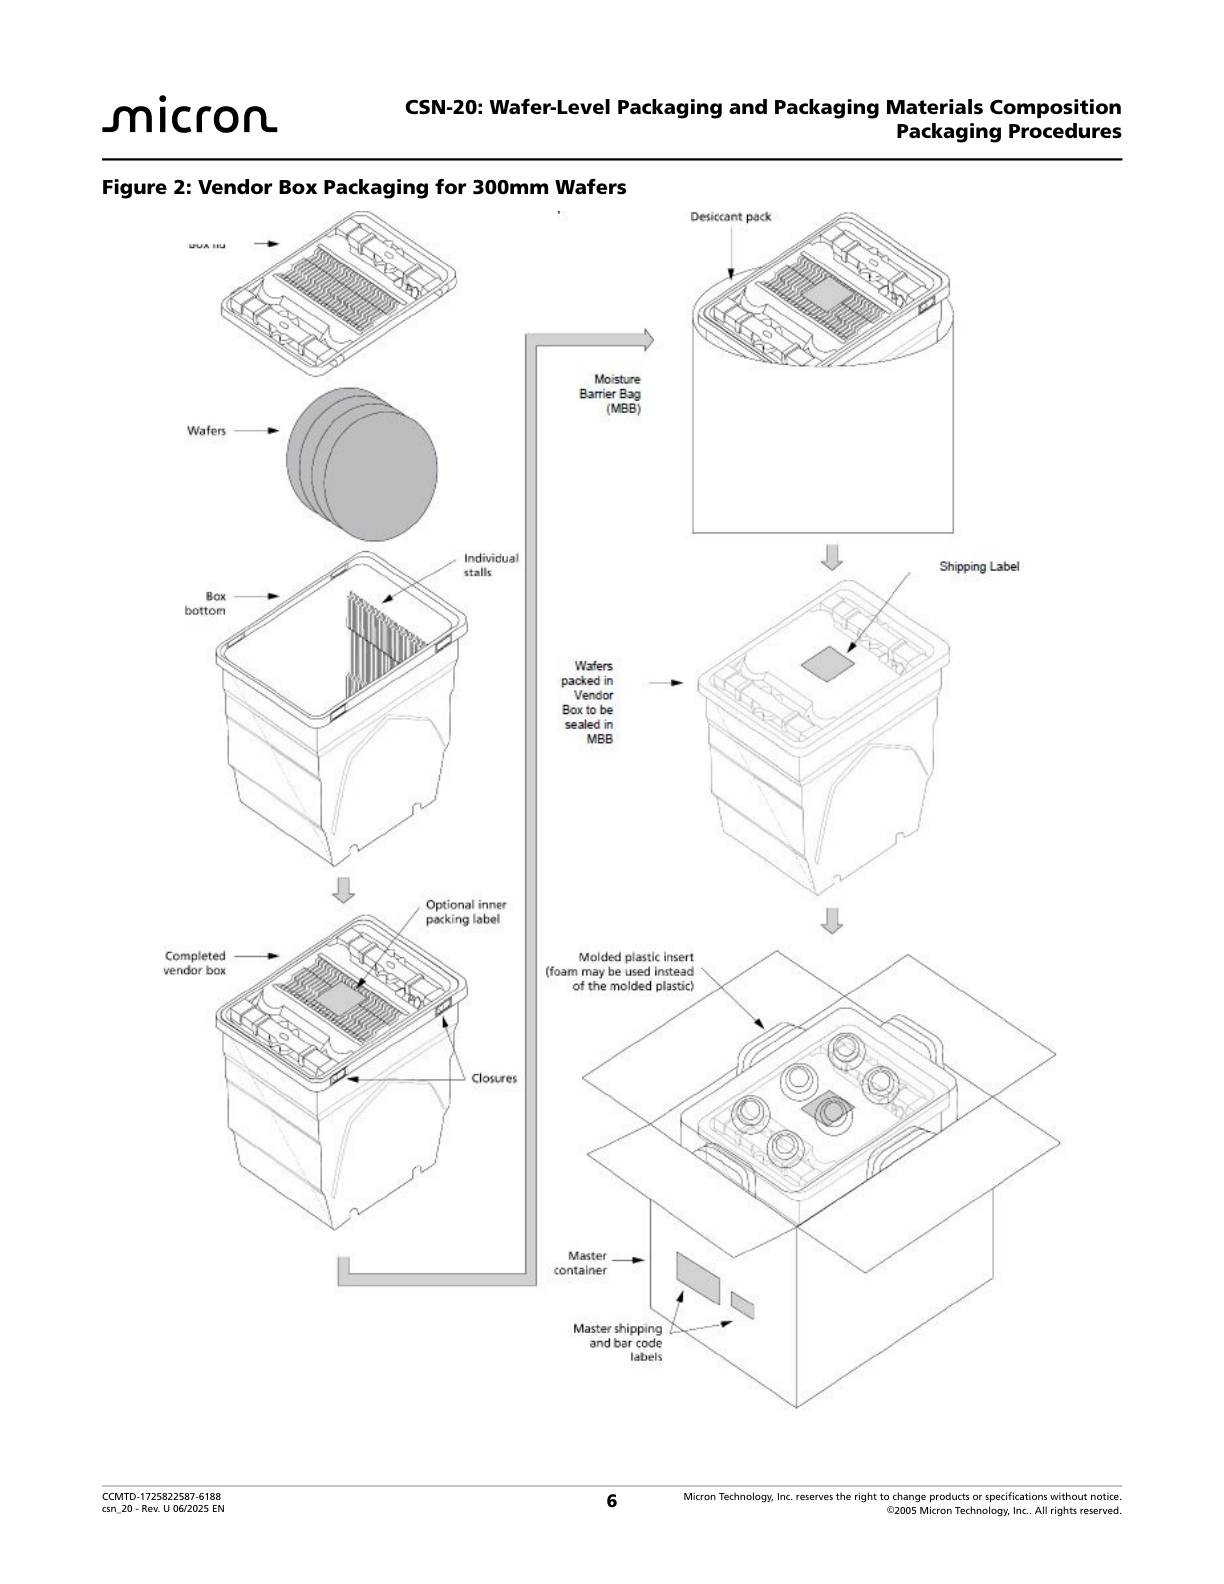 micron
CSN-20: Wafer-Level Packaging and Packaging Materials Composition
Packaging Procedures
Figure 2: Vendor Box Packaging for 300mm Wafers
Wafers
Individual
stalls
Box
bottom
Optional inner
packing label
Completed
vendor box
Closures
Desiccant pack
Moisture
Barrier Bag
(MBB)
Shipping Label
Wafers
packed in
Vendor
Box to be
sealed in
MBB
Molded plastic insert
(foam may be used instead
of the molded plastic)
Master
container
Master shipping
and bar code
labels
CCMTD-1725822587-6188
csn_20 - Rev. U 06/2025 EN
6
Micron Technology, Inc. reserves the right to change products or specifications without notice.
©2005 Micron Technology, Inc.. All rights reserved.